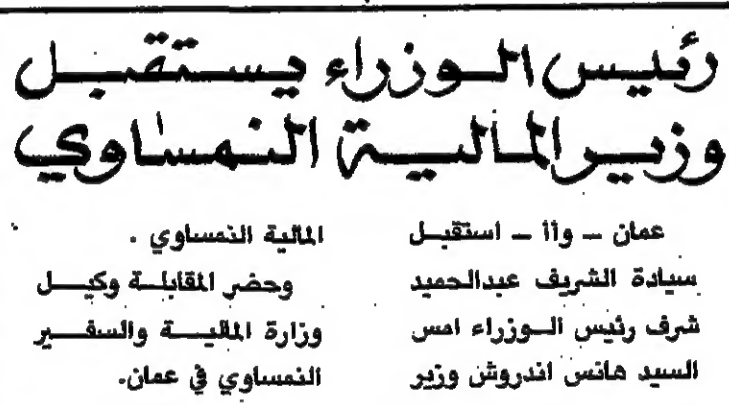 رئيس الوزراء يستقبل
وزير المالية النمساوي
عمان – وأا – استقبل
سيادة الشريف عبدالحميد
شرف رئيس الوزراء امس
السيد هانس اندروش وزير
المالية النمساوي .
وحضر المقابلة وكيل
وزارة المالية والسفير
النمساوي في عمان.